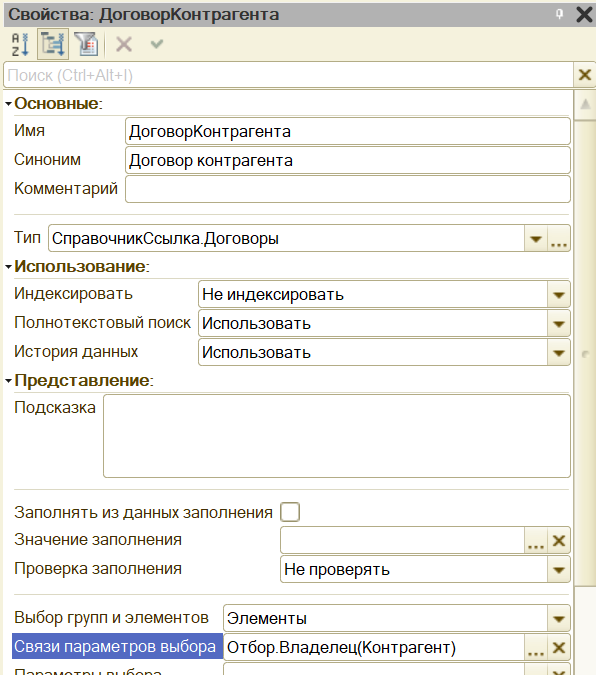 Свойства: ДоговорКонтрагента
Поиск (Ctrl+Alt+I)
Основные:
Имя ДоговорКонтрагента
Синоним Договор контрагента
Комментарий
Тип СправочникСсылка.Договоры
Использование:
Индексировать Не индексировать
Полнотекстовый поиск Использовать
История данных Использовать
Представление:
Подсказка
Заполнять из данных заполнения
Значение заполнения
Проверка заполнения Не проверять
Выбор групп и элементов Элементы
Связи параметров выбора Отбор.Владелец(Контрагент)
Параметры выбора